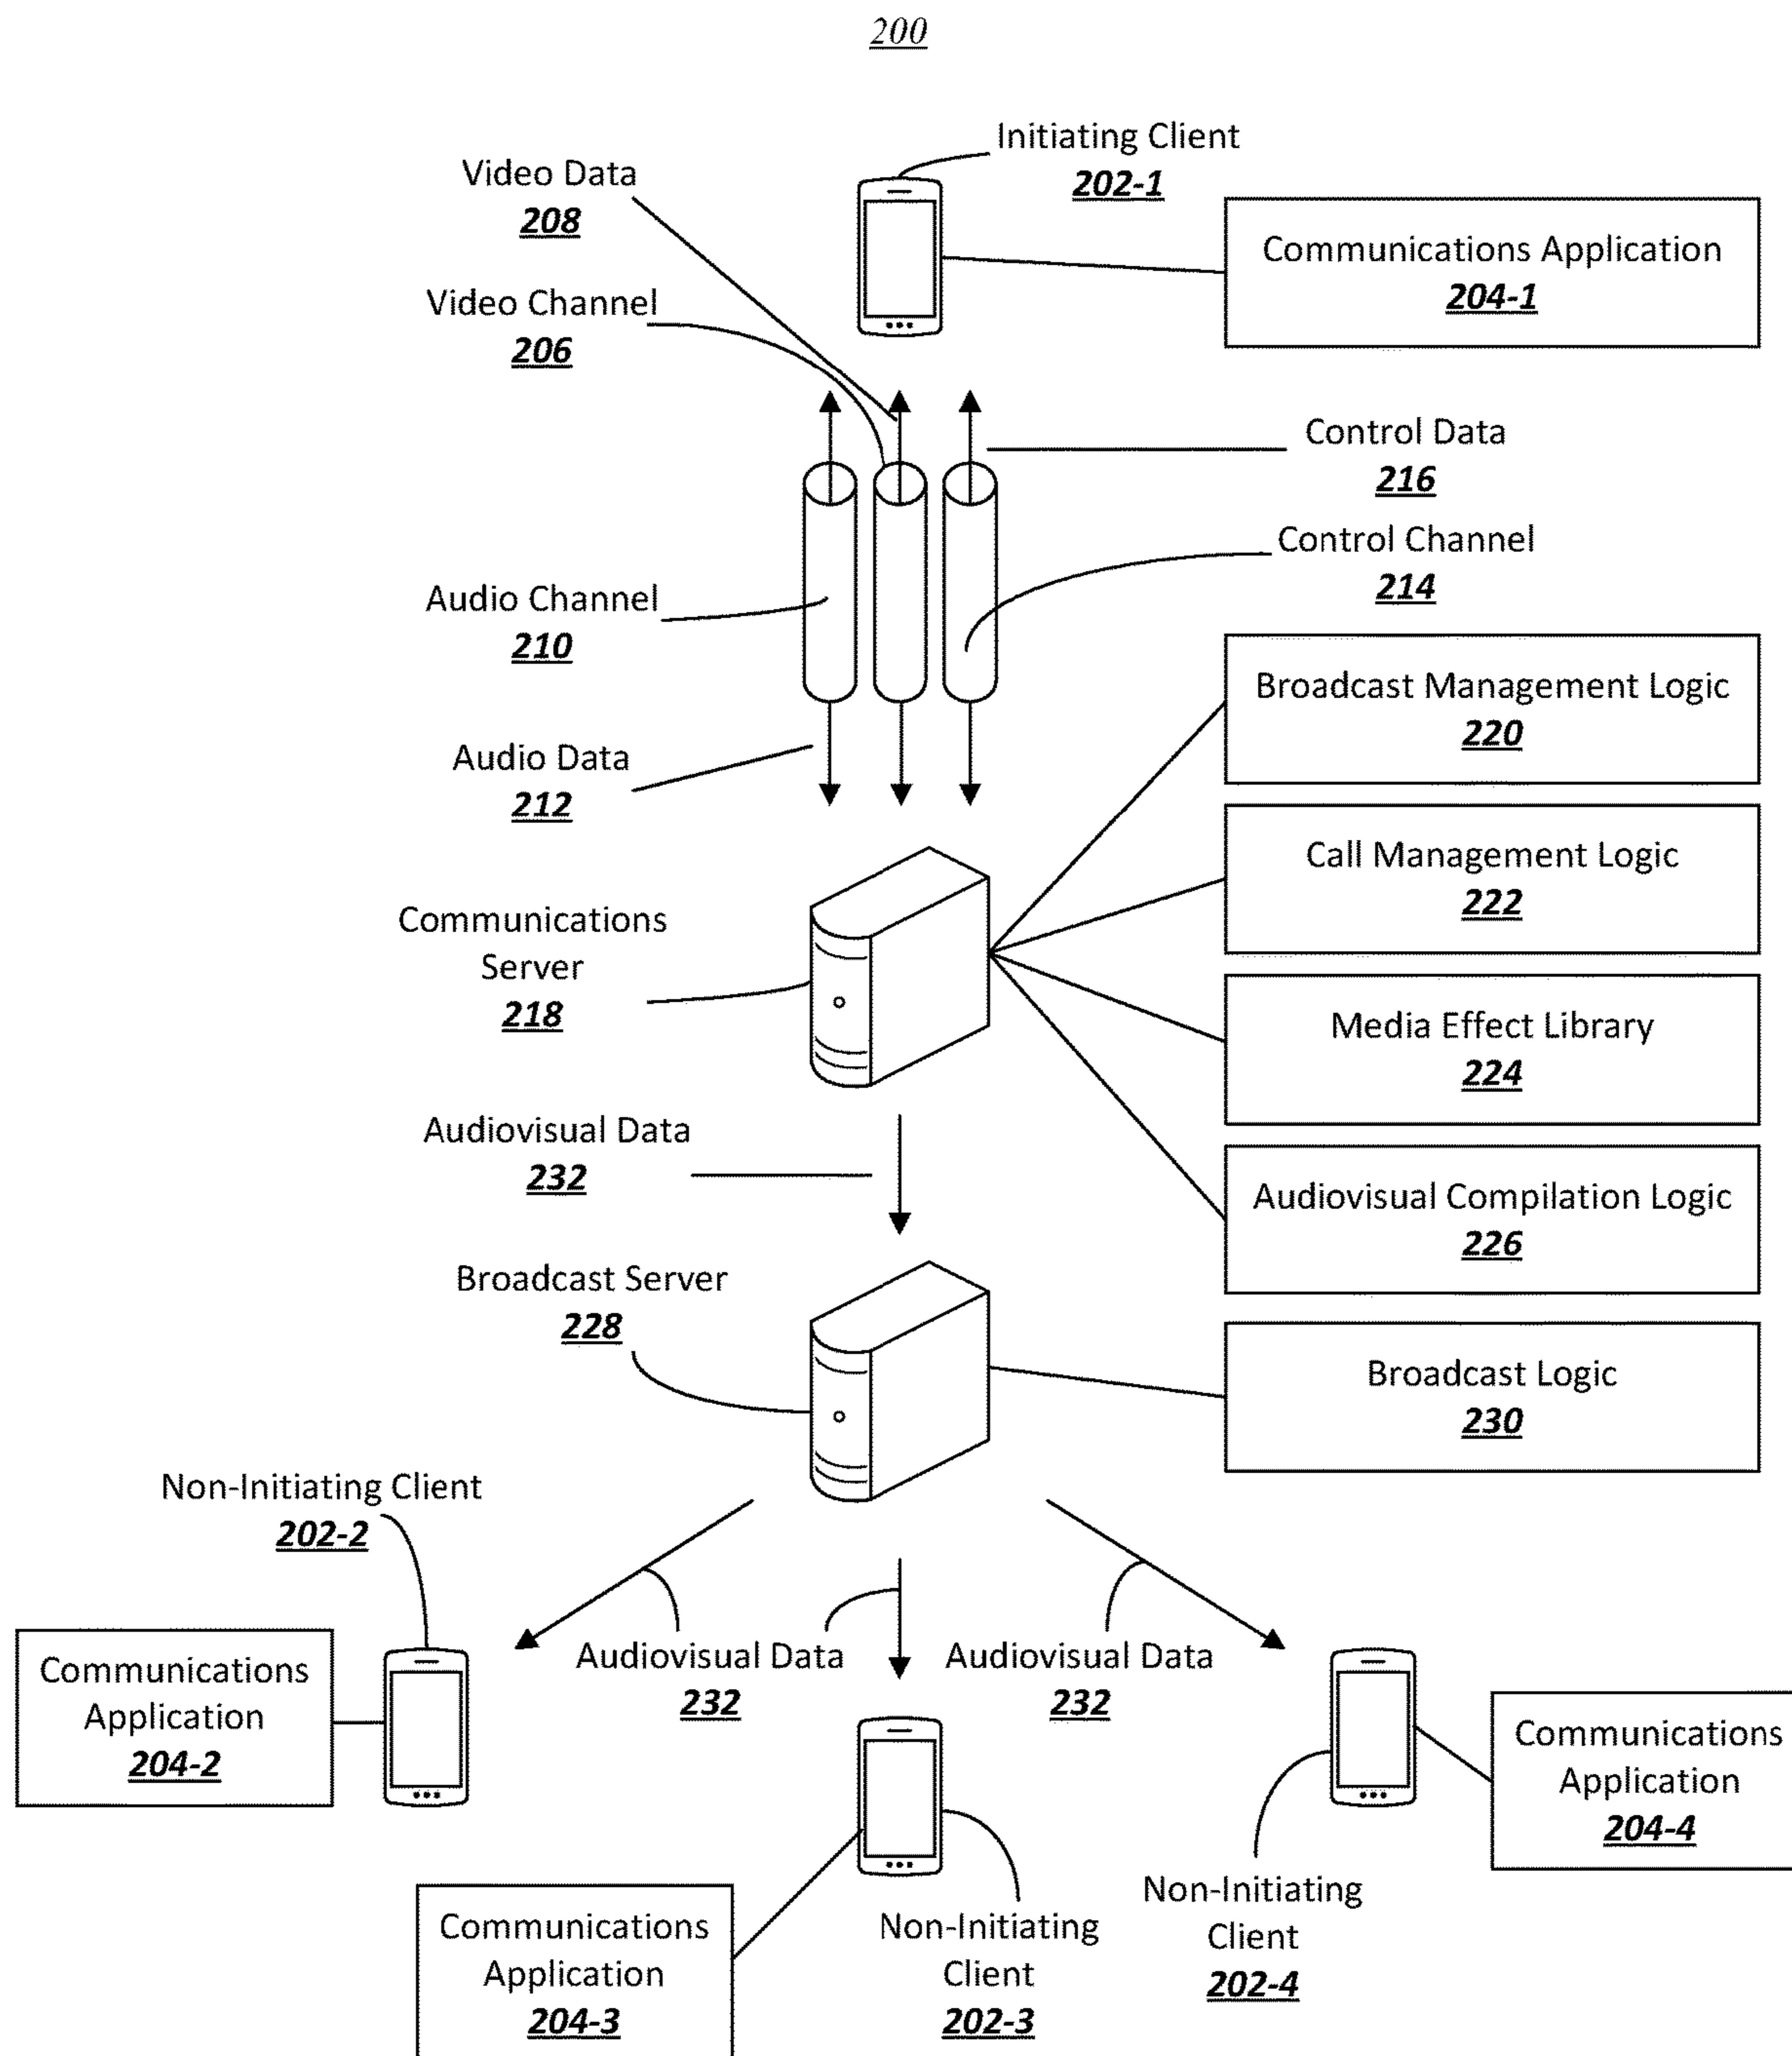 200
Initiating Client
202-1
Video Data
208
Communications Application
204-1
Video Channel
206
Control Data
216
Control Channel
214
Audio Channel
210
Broadcast Management Logic
220
Audio Data
212
Call Management Logic
222
Communications
Server
218
Media Effect Library
224
Audiovisual Data
232
Audiovisual Compilation Logic
226
Broadcast Server
228
Broadcast Logic
230
Non-Initiating Client
202-2
Communications
Application
204-2
Audiovisual Data
232
Audiovisual Data
232
Communications
Application
204-4
Non-Initiating
Client
202-4
Communications
Application
204-3
Non-Initiating
Client
202-3